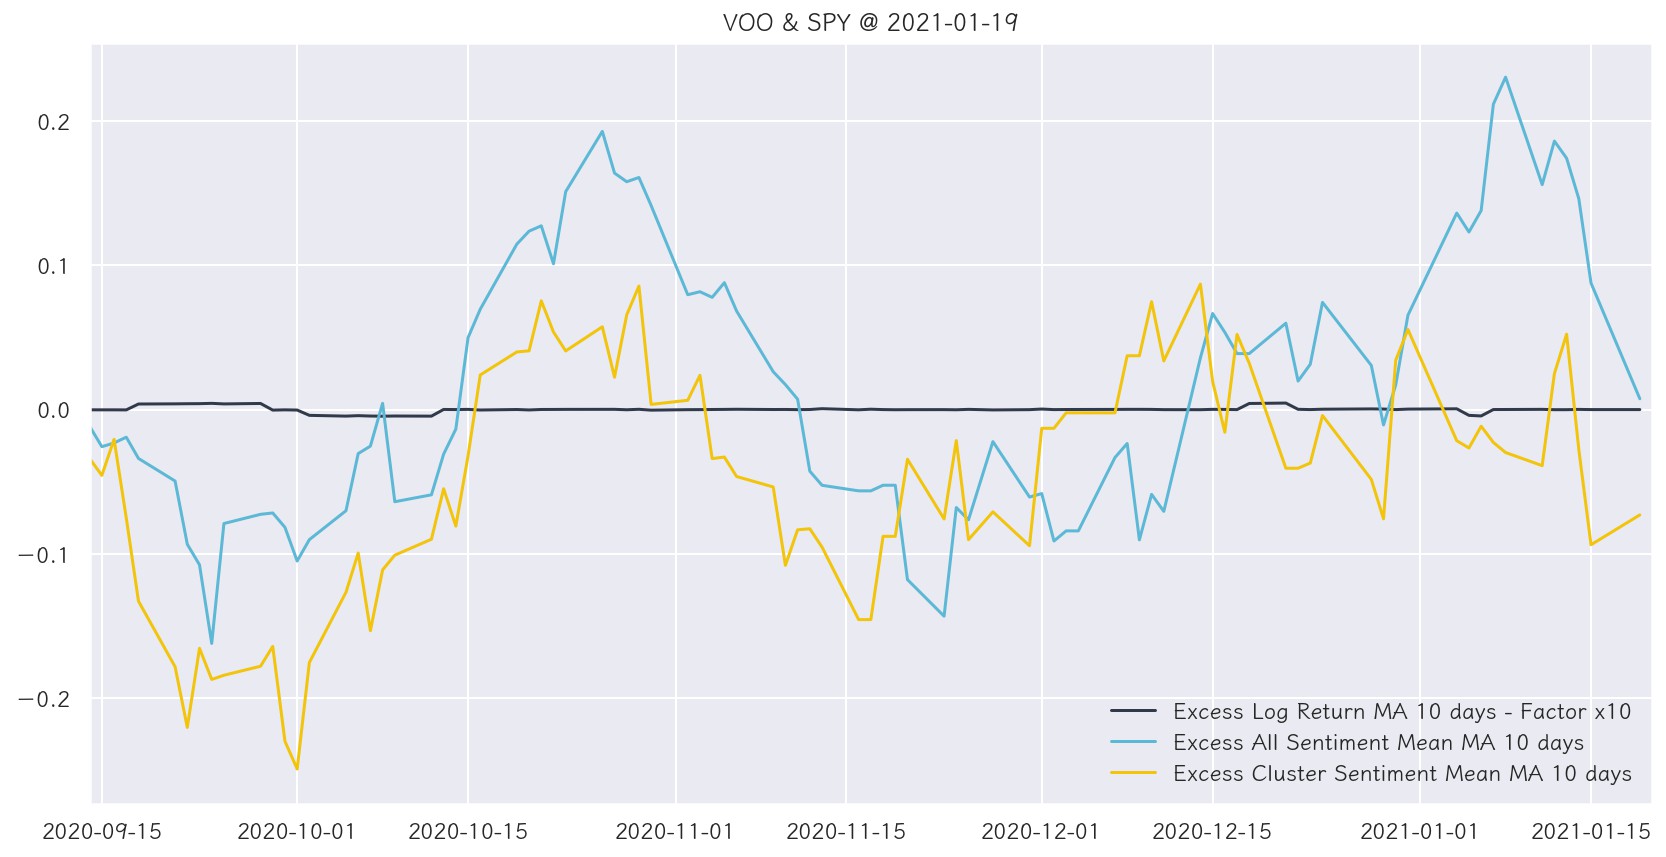 VOO & SPY @ 2021-01-19
0.2
0.1
0.0
−0.1
−0.2
Excess Log Return MA 10 days - Factor x10
Excess All Sentiment Mean MA 10 days
Excess Cluster Sentiment Mean MA 10 days
2020-09-15 2020-10-01 2020-10-15 2020-11-01 2020-11-15 2020-12-01 2020-12-15 2021-01-01 2021-01-15